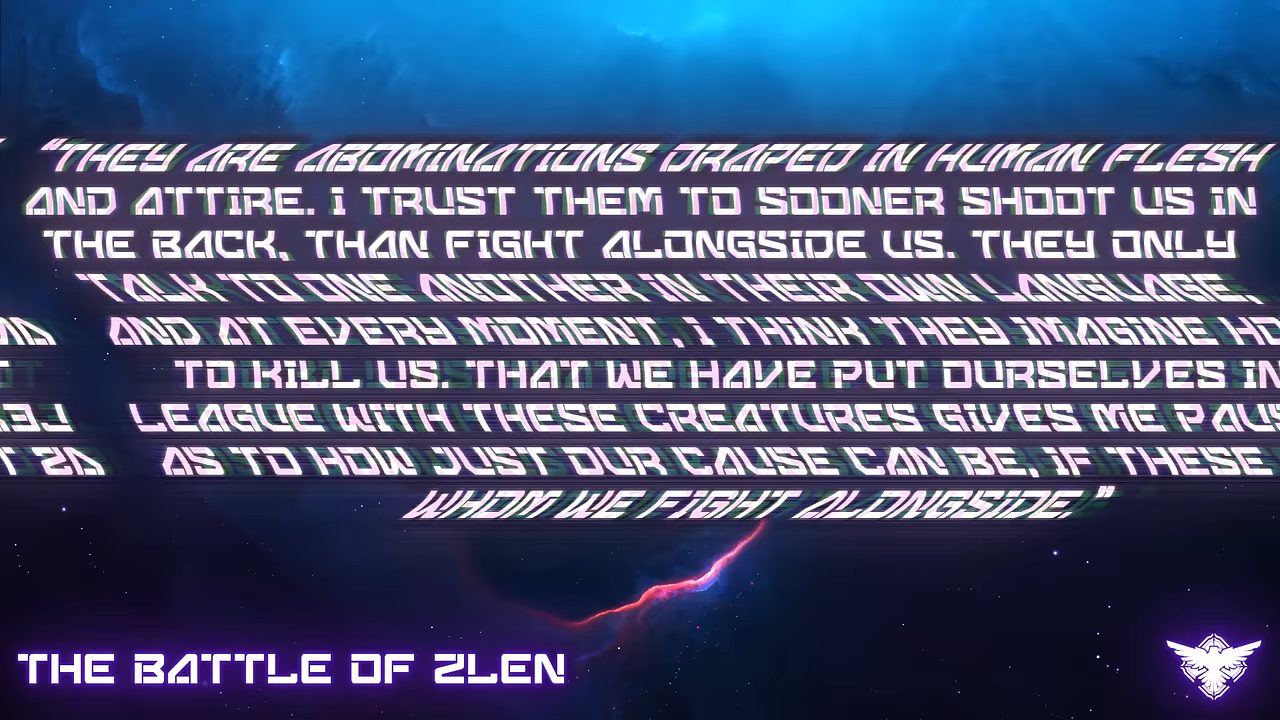 "THEY ARE ABOMINATIONS DRAPED IN HUMAN FLESH
AND ATTIRE. I TRUST THEM TO SOONER SHOOT US IN
THE BACK, THAN FIGHT ALONGSIDE US. THEY ONLY
TALK TO ONE ANOTHER IN THEIR OWN LANGUAGE,
AND AT EVERY MOMENT, I THINK THEY IMAGINE HO
TO KILL US. THAT WE HAVE PUT OURSELVES IN
LEAGUE WITH THESE CREATURES GIVES ME PAUS
AS TO HOW JUST OUR CAUSE CAN BE, IF THESE
WHOM WE FIGHT ALONGSIDE."
THE BATTLE OF ZLEN